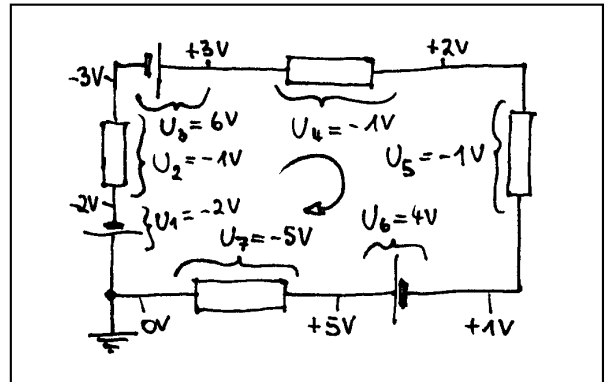 +3V +2V
-3V
U3 = 6V U4 = -1V
U2 = -1V U5 = -1V
-2V U1 = -2V
U7 = -5V U6 = 4V
0V +5V +1V